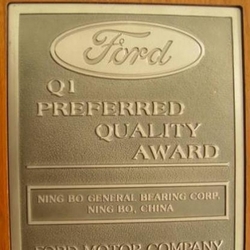 Ford
Q1
PREFERRED
QUALITY
AWARD
NING BO GENERAL BEARING CORP.
NING BO, CHINA
FORD MOTOR COMPANY